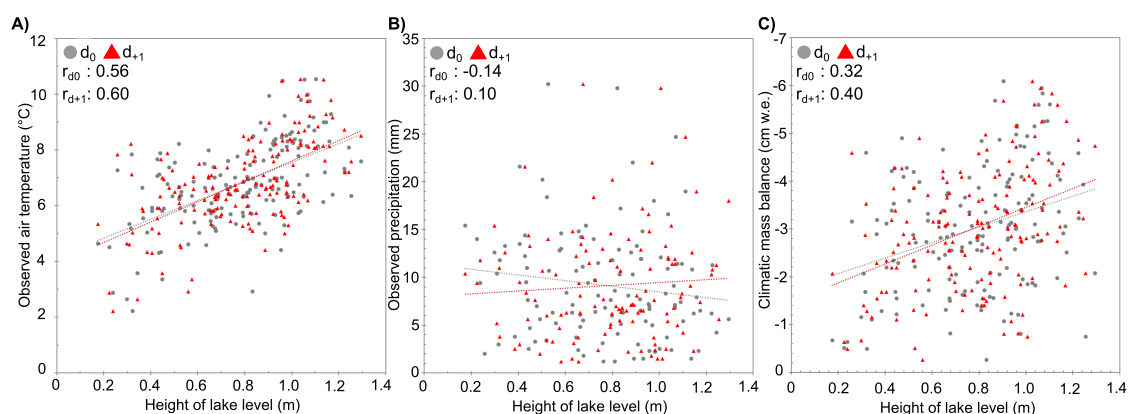 A)
d0 d+1
rd0 : 0.56
rd+1: 0.60
Observed air temperature (°C)
12
10
8
6
4
2
0
0 0.2 0.4 0.6 0.8 1.0 1.2 1.4
Height of lake level (m)
B)
d0 d+1
rd0 : -0.14
rd+1: 0.10
Observed precipitation (mm)
35
30
25
20
15
10
5
0
0 0.2 0.4 0.6 0.8 1.0 1.2 1.4
Height of lake level (m)
C)
d0 d+1
rd0 : 0.32
rd+1: 0.40
Climatic mass balance (cm w.e.)
-7
-6
-5
-4
-3
-2
-1
0
0 0.2 0.4 0.6 0.8 1.0 1.2 1.4
Height of lake level (m)